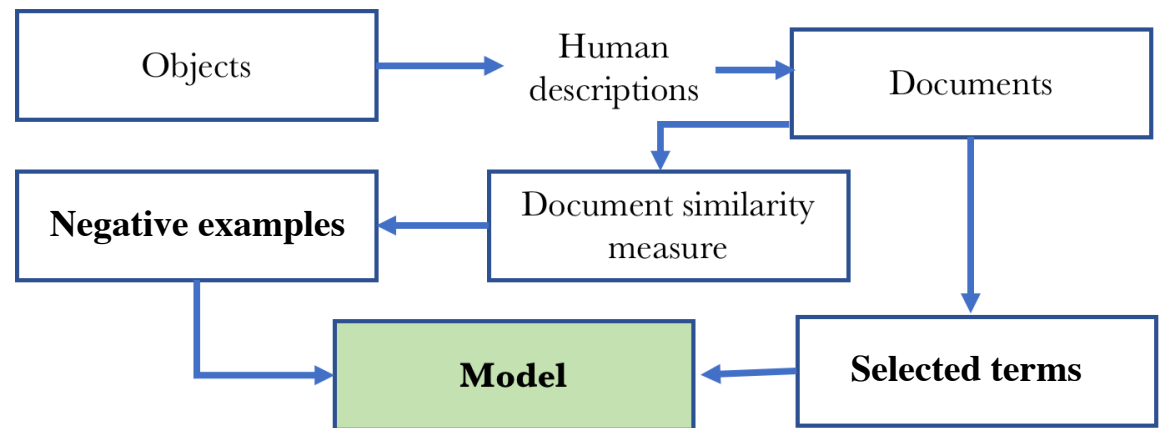 Objects
Human
descriptions
Documents
Negative examples
Document similarity
measure
Model
Selected terms